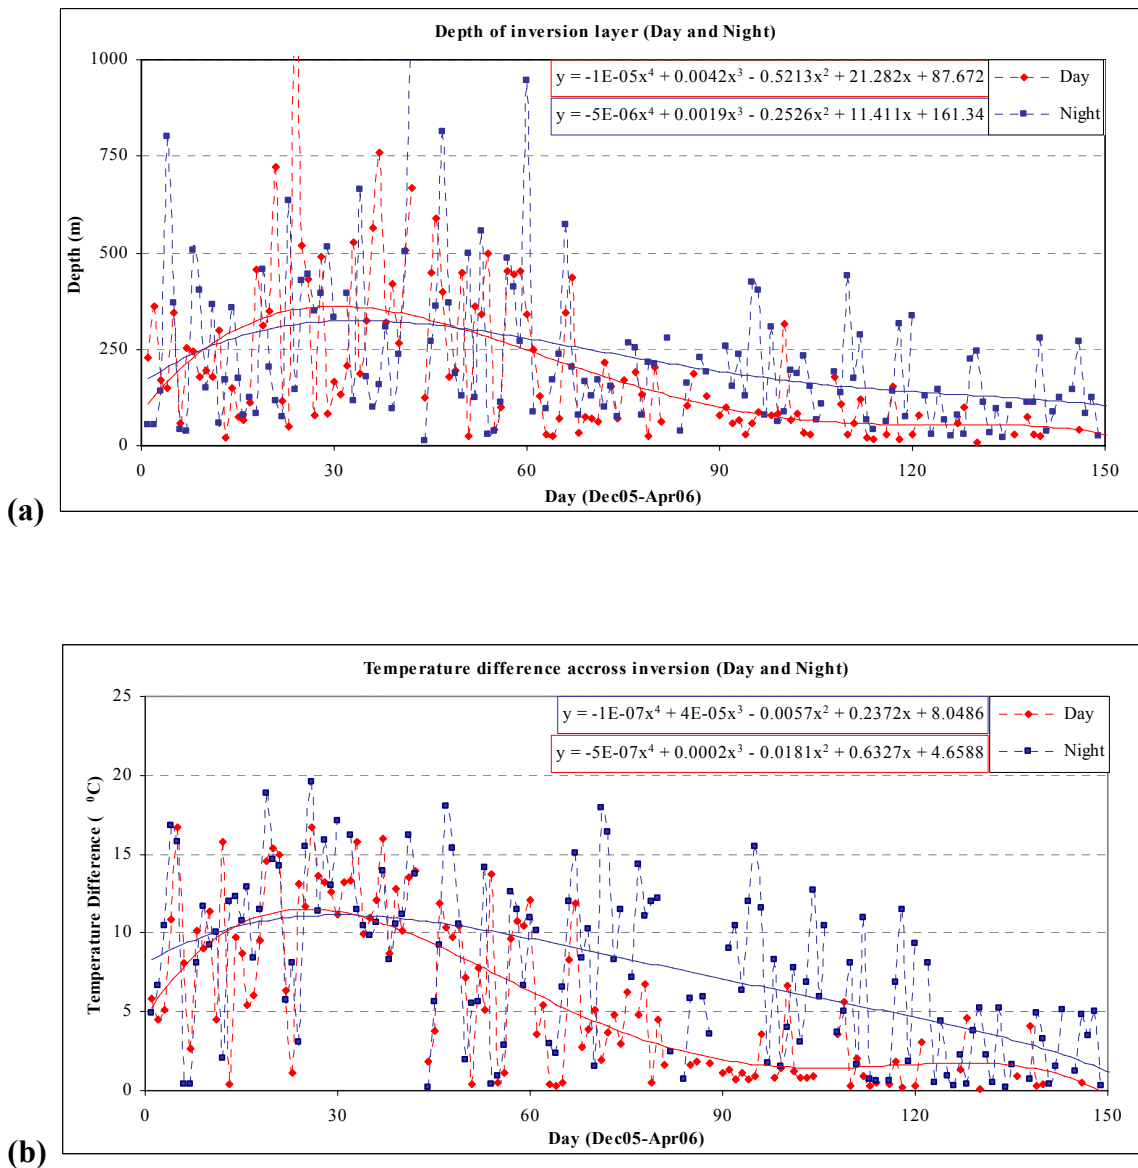 Depth of inversion layer (Day and Night)
1000
y = -1E-05x⁴ + 0.0042x³ - 0.5213x² + 21.282x + 87.672
Day
y = -5E-06x⁴ + 0.0019x³ - 0.2526x² + 11.411x + 161.34
Night
750
Depth (m)
500
250
0
0 30 60 90 120 150
Day (Dec05-Apr06)
(a)
Temperature difference accross inversion (Day and Night)
25
y = -1E-07x⁴ + 4E-05x³ - 0.0057x² + 0.2372x + 8.0486
Day
y = -5E-07x⁴ + 0.0002x³ - 0.0181x² + 0.6327x + 4.6588
Night
20
Temperature Difference ( ⁰C)
15
10
5
0
0 30 60 90 120 150
Day (Dec05-Apr06)
(b)